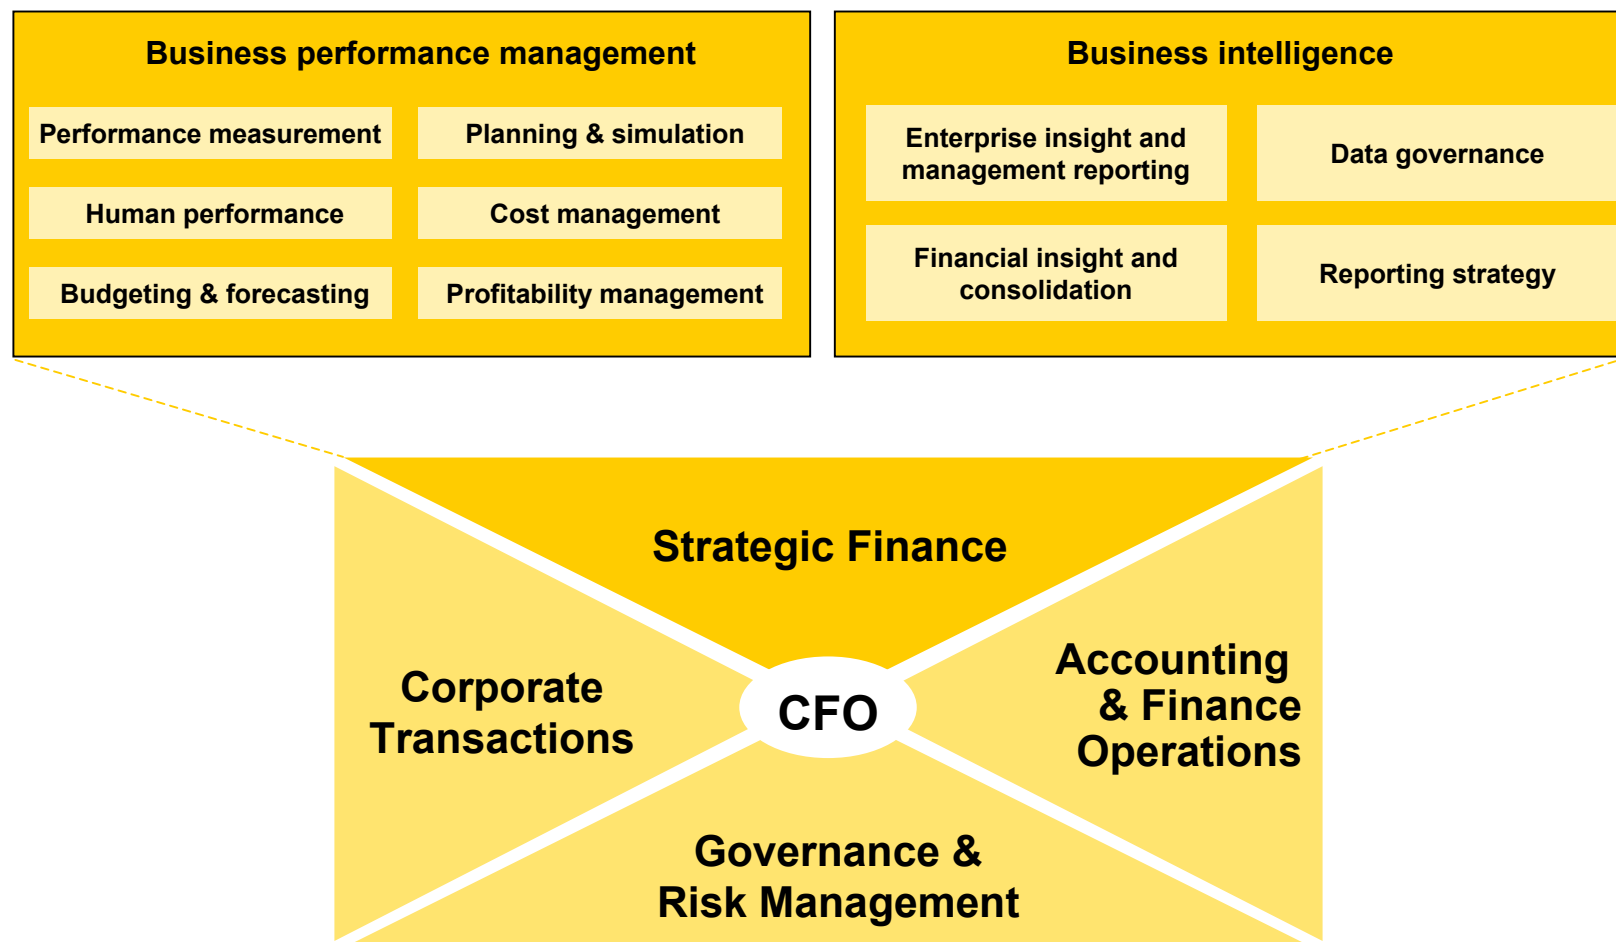 Business performance management
Performance measurement
Planning & simulation
Human performance
Cost management
Budgeting & forecasting
Profitability management
Business intelligence
Enterprise insight and
management reporting
Data governance
Financial insight and
consolidation
Reporting strategy
Strategic Finance
Corporate
Transactions
CFO
Accounting
& Finance
Operations
Governance &
Risk Management